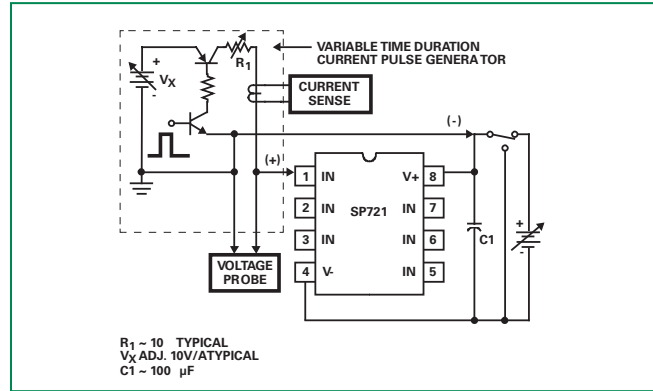 VARIABLE TIME DURATION
CURRENT PULSE GENERATOR
+
VX
-
R1
CURRENT
SENSE
(-)
(+)
1 IN
V+ 8
2 IN
SP721
IN 7
3 IN
IN 6
4 V-
IN 5
C1
+
-
VOLTAGE
PROBE
R1 ~ 10 TYPICAL
VX ADJ. 10V/ATYPICAL
C1 ~ 100 µF